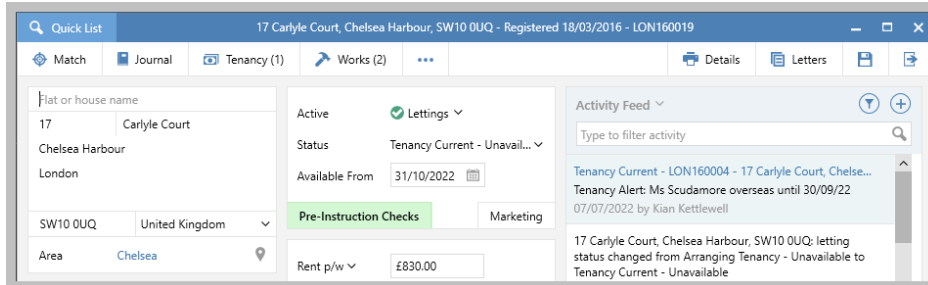 Quick List
17 Carlyle Court, Chelsea Harbour, SW10 0UQ - Registered 18/03/2016 - LON160019
Match Journal Tenancy (1) Works (2) ••• Details Letters
Flat or house name
17 Carlyle Court
Chelsea Harbour
London
SW10 0UQ United Kingdom
Area Chelsea
Active Lettings
Status Tenancy Current - Unavail...
Available From 31/10/2022
Pre-Instruction Checks Marketing
Rent p/w £830.00
Activity Feed
Type to filter activity
Tenancy Current - LON160004 - 17 Carlyle Court, Chelse...
Tenancy Alert: Ms Scudamore overseas until 30/09/22
07/07/2022 by Kian Kettlewell
17 Carlyle Court, Chelsea Harbour, SW10 0UQ: letting
status changed from Arranging Tenancy - Unavailable to
Tenancy Current - Unavailable